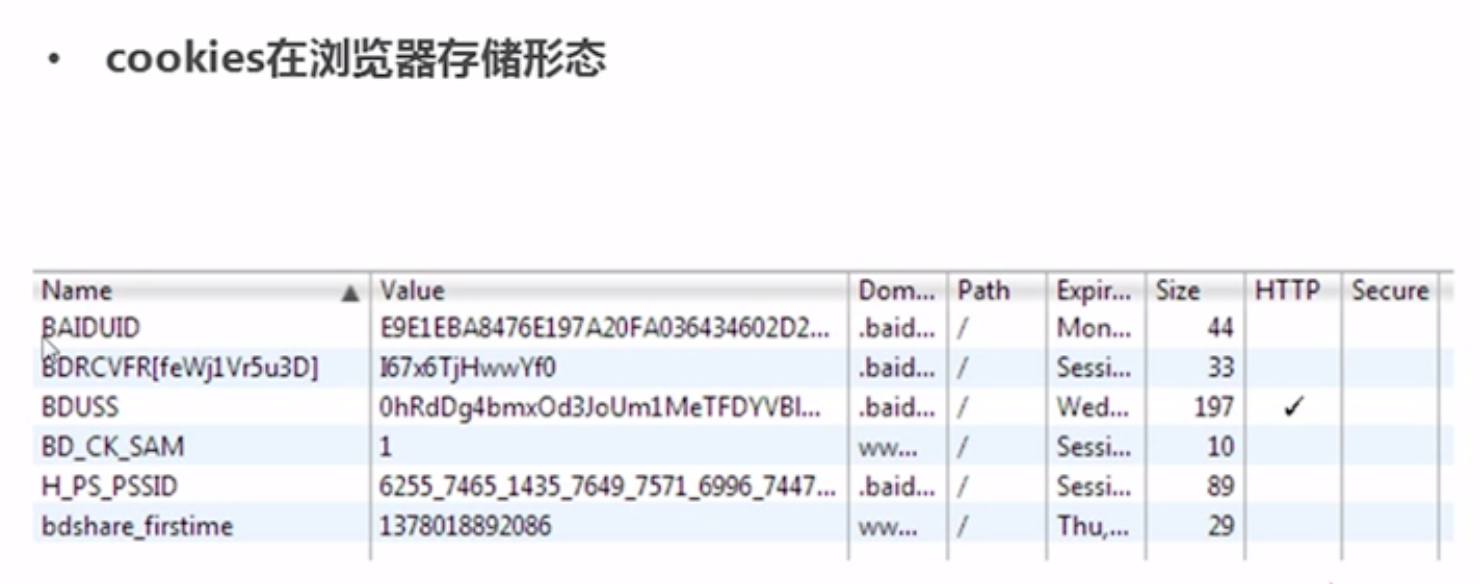 • cookies在浏览器存储形态
Name ▲ Value Dom... Path Expir... Size HTTP Secure
BAIDUID E9E1EBA8476E197A20FA036434602D2... .baid... / Mon... 44
BDRCVFR[feWj1Vr5u3D] I67x6TjHwwYf0 .baid... / Sessi... 33
BDUSS 0hRdDg4bmxOd3JoUm1MeTFDYVBl... .baid... / Wed... 197 ✓
BD_CK_SAM 1 ww... / Sessi... 10
H_PS_PSSID 6255_7465_1435_7649_7571_6996_7447... .baid... / Sessi... 89
bdshare_firstime 1378018892086 ww... / Thu,... 29